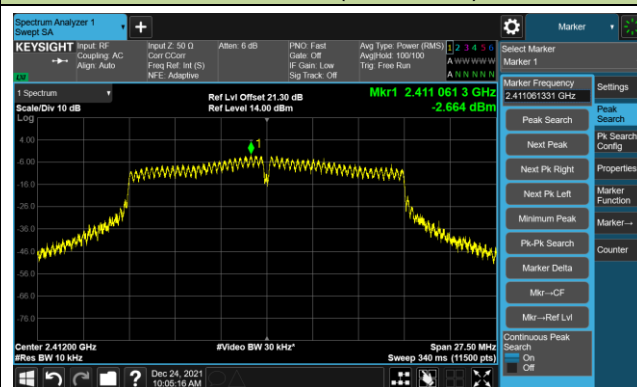 Spectrum Analyzer 1
Swept SA
Marker
KEYSIGHT
Input: RF
Coupling: AC
Align: Auto
Input Z: 50 Ω
Corr CCorr
Freq Ref: Int (S)
NFE: Adaptive
Atten: 6 dB
PNO: Fast
Gate: Off
IF Gain: Low
Sig Track: Off
Avg Type: Power (RMS)
Avg|Hold: 100/100
Trig: Free Run
1 2 3 4 5 6
A W W W W W
A N N N N N
Select Marker
Marker 1
1 Spectrum
Scale/Div 10 dB
Log
Ref Lvl Offset 21.30 dB
Ref Level 14.00 dBm
Mkr1 2.411 061 3 GHz
-2.664 dBm
1
4.00
-6.00
-16.0
-26.0
-36.0
-46.0
-56.0
-66.0
-76.0
Center 2.41200 GHz
#Res BW 10 kHz
#Video BW 30 kHz*
Span 27.50 MHz
Sweep 340 ms (11500 pts)
Marker Frequency
2.411061331 GHz
Peak Search
Next Peak
Next Pk Right
Next Pk Left
Minimum Peak
Pk-Pk Search
Marker Delta
Mkr→CF
Mkr→Ref Lvl
Continuous Peak
Search
On
Off
Settings
Peak
Search
Pk Search
Config
Properties
Marker
Function
Marker→
Counter
Dec 24, 2021
10:05:16 AM